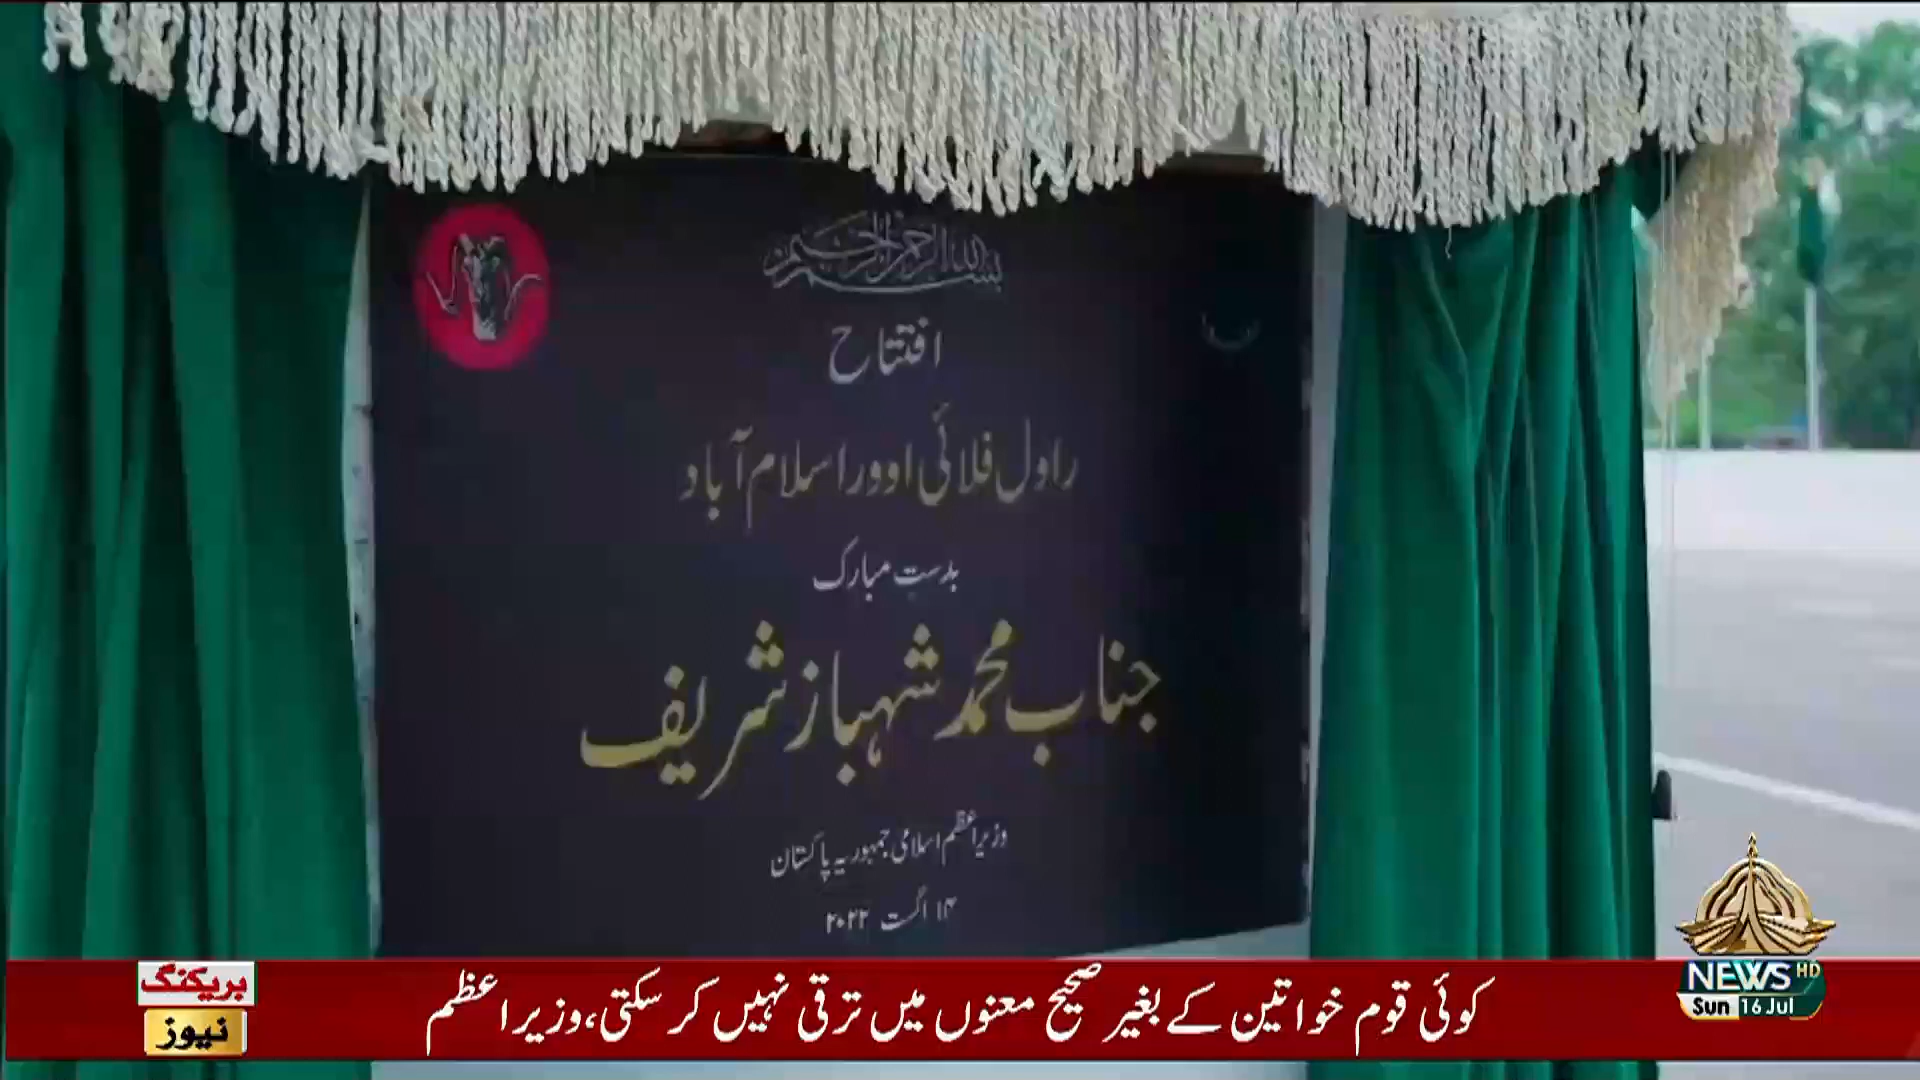 بسم اللہ الرحمن الرحیم
افتتاح
راول فلائی اوور اسلام آباد
بدست مبارک
جناب محمد شہباز شریف
وزیراعظم اسلامی جمہوریہ پاکستان
۱۴ اگست ۲۰۲۲
بریکنگ
نیوز
کوئی قوم خواتین کے بغیر صحیح معنوں میں ترقی نہیں کر سکتی،وزیراعظم
NEWS HD
Sun 16 Jul